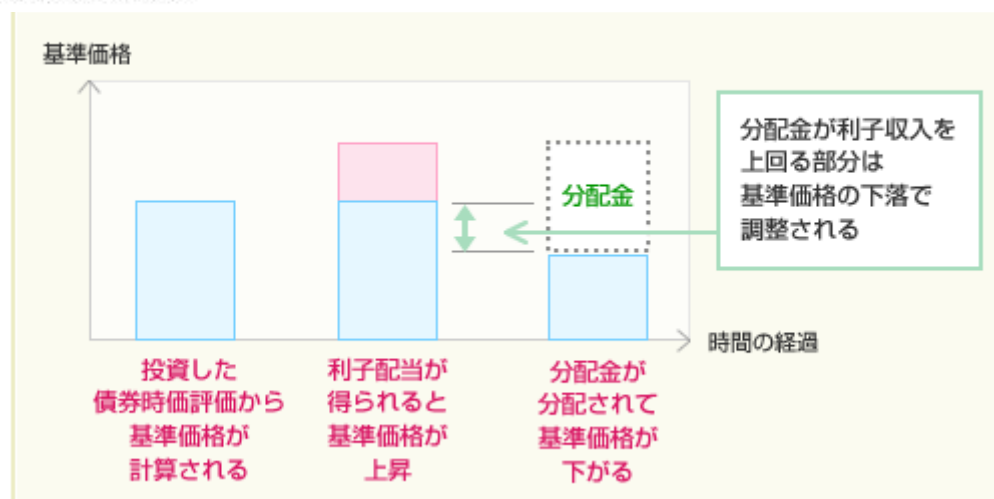 基準価格
分配金が利子収入を
上回る部分は
基準価格の下落で
調整される
分配金
時間の経過
投資した
債券時価評価から
基準価格が
計算される
利子配当が
得られると
基準価格が
上昇
分配金が
分配されて
基準価格が
下がる